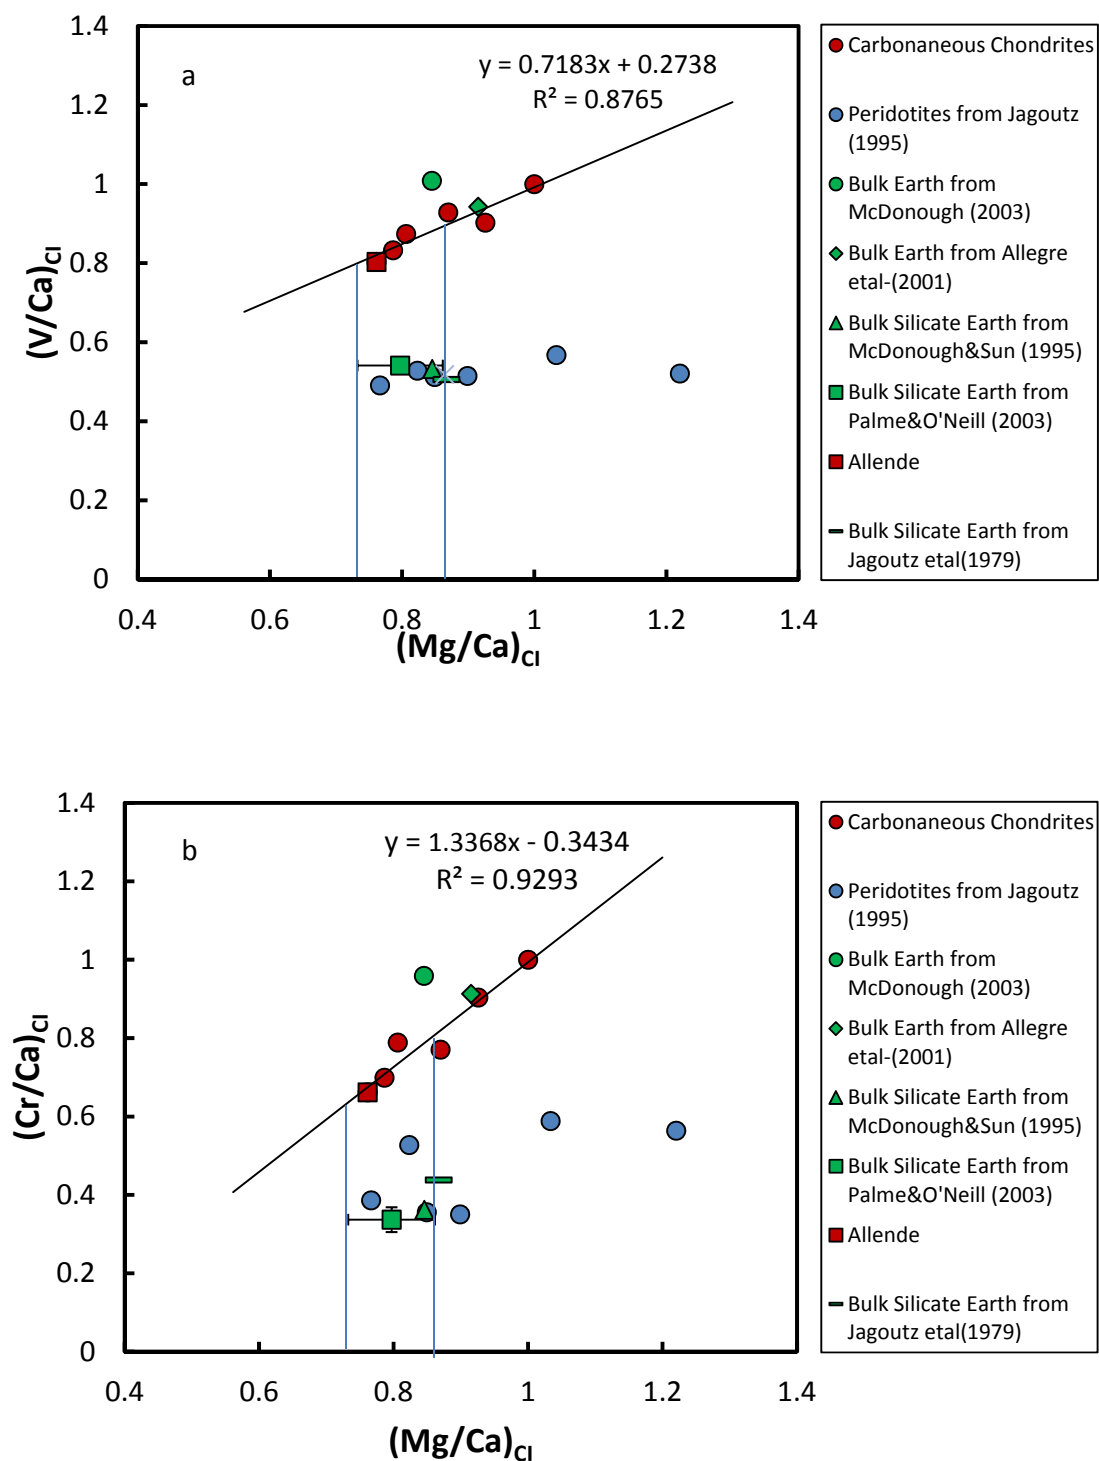 1.4
1.2
1
0.8
0.6
0.4
0.2
0
(V/Ca)CI
a
y = 0.7183x + 0.2738
R² = 0.8765
0.4 0.6 0.8 1 1.2 1.4
(Mg/Ca)CI
Carbonaneous Chondrites
Peridotites from Jagoutz
(1995)
Bulk Earth from
McDonough (2003)
Bulk Earth from Allegre
etal-(2001)
Bulk Silicate Earth from
McDonough&Sun (1995)
Bulk Silicate Earth from
Palme&O'Neill (2003)
Allende
Bulk Silicate Earth from
Jagoutz etal(1979)
1.4
1.2
1
0.8
0.6
0.4
0.2
0
(Cr/Ca)CI
b
y = 1.3368x - 0.3434
R² = 0.9293
0.4 0.6 0.8 1 1.2 1.4
(Mg/Ca)CI
Carbonaneous Chondrites
Peridotites from Jagoutz
(1995)
Bulk Earth from
McDonough (2003)
Bulk Earth from Allegre
etal-(2001)
Bulk Silicate Earth from
McDonough&Sun (1995)
Bulk Silicate Earth from
Palme&O'Neill (2003)
Allende
Bulk Silicate Earth from
Jagoutz etal(1979)